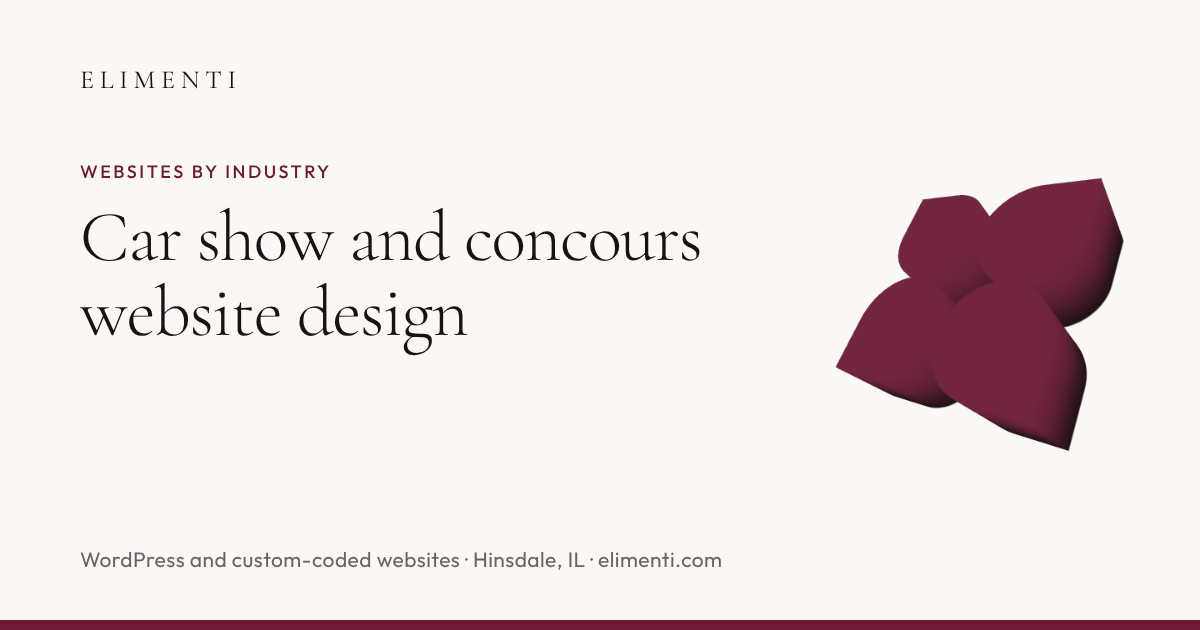 ELIMENTI
WEBSITES BY INDUSTRY
Car show and concours
website design
WordPress and custom-coded websites · Hinsdale, IL · elimenti.com